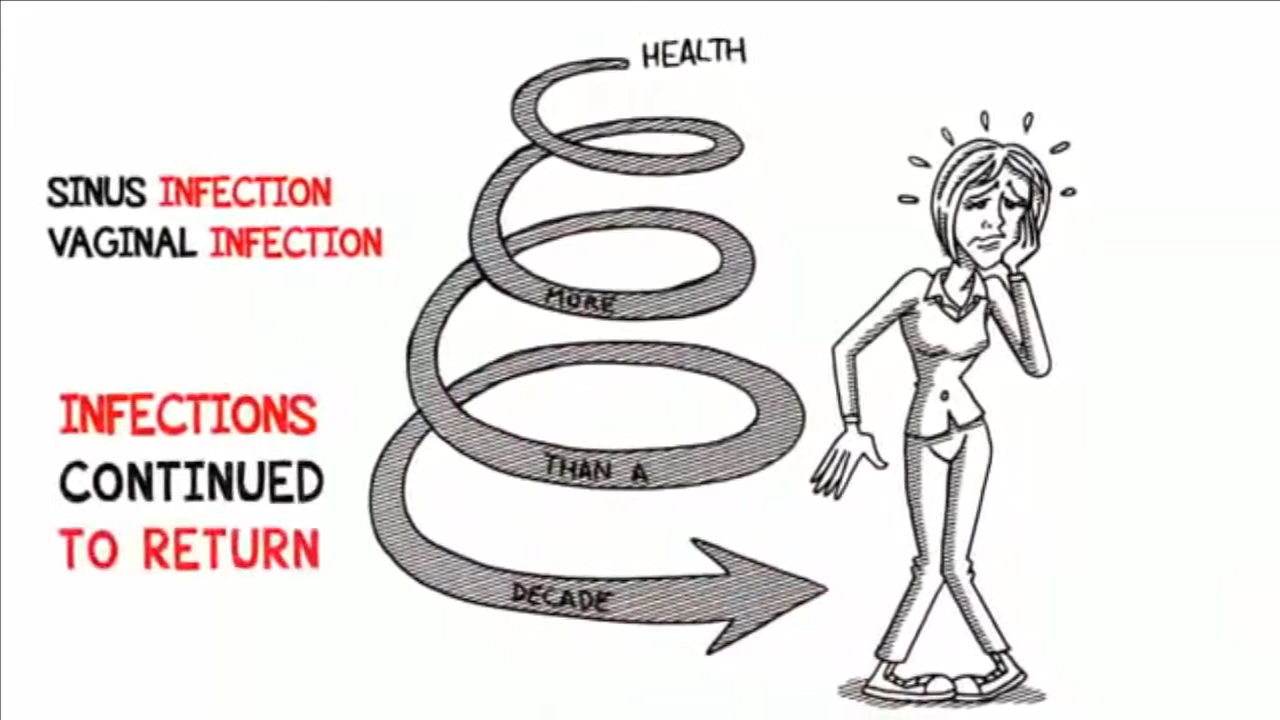 HEALTH
SINUS INFECTION
VAGINAL INFECTION
MORE
INFECTIONS
CONTINUED
TO RETURN
THAN A
DECADE